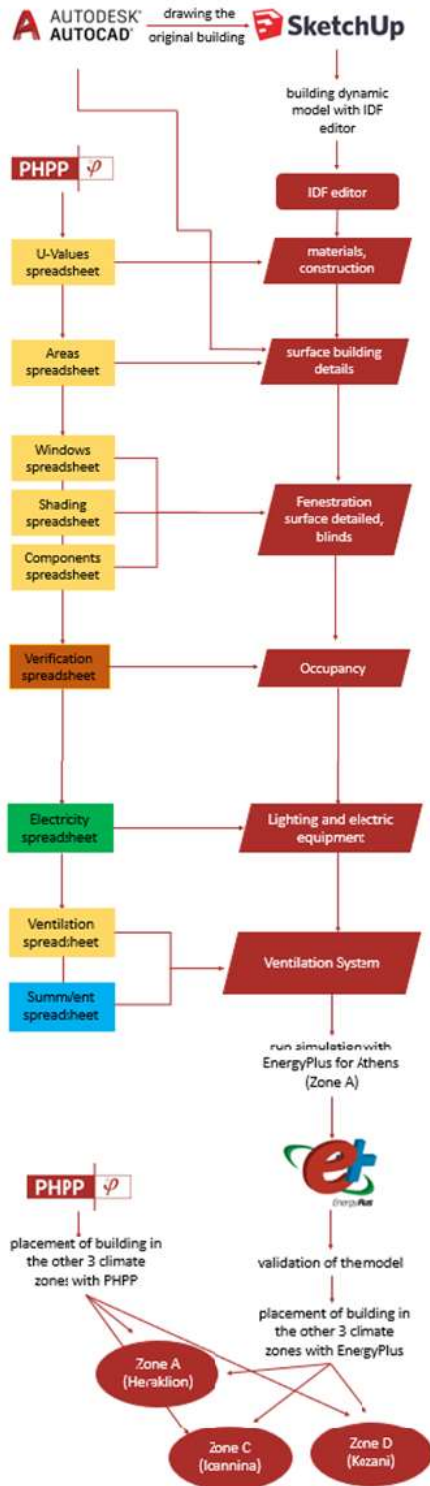 AUTODESK®
AUTOCAD®
drawing the
original building
SketchUp
building dynamic
model with IDF
editor
PHPP φ
IDF editor
U-Values
spreadsheet
materials,
construction
Areas
spreadsheet
surface building
details
Windows
spreadsheet
Shading
spreadsheet
Components
spreadsheet
Fenestration
surface detailed,
blinds
Verification
spreadsheet
Occupancy
Electricity
spreadsheet
Lighting and electric
equipment
Ventilation
spreadsheet
SummVent
spreadsheet
Ventilation System
run simulation with
EnergyPlus for Athens
(Zone A)
e+
EnergyPlus
PHPP φ
placement of building in
the other 3 climate
zones with PHPP
validation of the model
placement of building in
the other 3 climate
zones with EnergyPlus
Zone A
(Heraklion)
Zone C
(Ioannina)
Zone D
(Kozani)